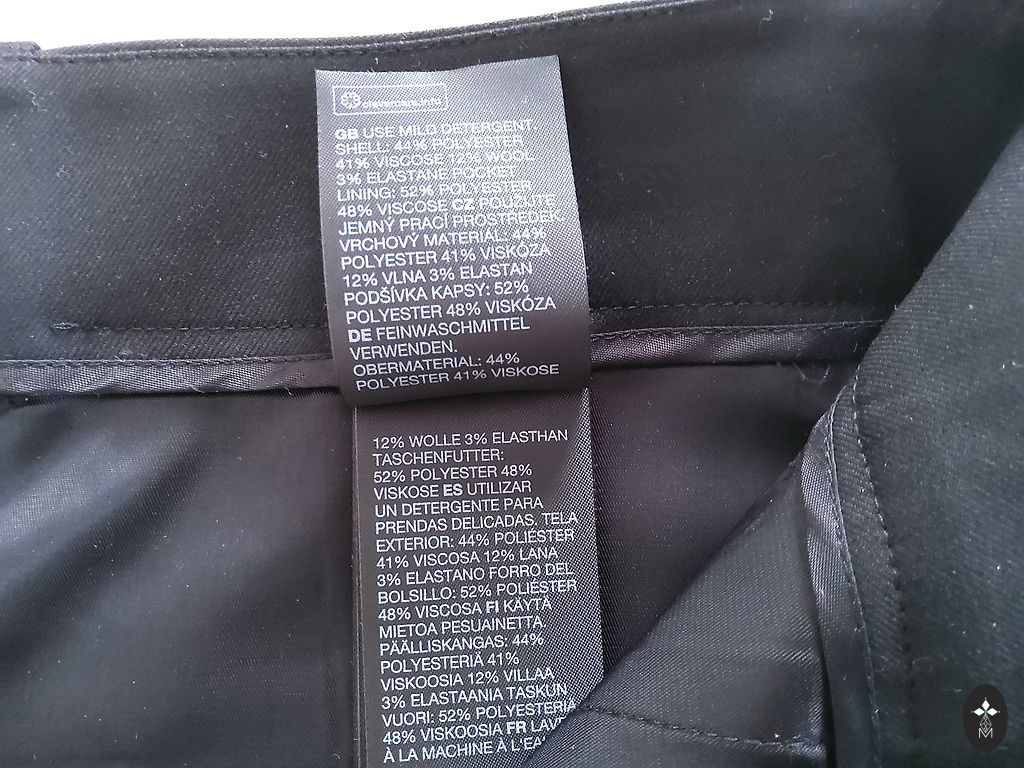 clevercare.info
GB USE MILD DETERGENT.
SHELL: 44% POLYESTER
41% VISCOSE 12% WOOL
3% ELASTANE POCKET
LINING: 52% POLYESTER
48% VISCOSE CZ POUŽIJTE
JEMNÝ PRACÍ PROSTŘEDEK
VRCHOVÝ MATERIÁL: 44%
POLYESTER 41% VISKÓZA
12% VLNA 3% ELASTAN
PODŠÍVKA KAPSY: 52%
POLYESTER 48% VISKÓZA
DE FEINWASCHMITTEL
VERWENDEN.
OBERMATERIAL: 44%
POLYESTER 41% VISKOSE
12% WOLLE 3% ELASTHAN
TASCHENFUTTER:
52% POLYESTER 48%
VISKOSE ES UTILIZAR
UN DETERGENTE PARA
PRENDAS DELICADAS. TELA
EXTERIOR: 44% POLIÉSTER
41% VISCOSA 12% LANA
3% ELASTANO FORRO DEL
BOLSILLO: 52% POLIÉSTER
48% VISCOSA FI KÄYTÄ
MIETOA PESUAINETTA.
PÄÄLLISKANGAS: 44%
POLYESTERIÄ 41%
VISKOOSIA 12% VILLAA
3% ELASTAANIA TASKUN
VUORI: 52% POLYESTERIÄ
48% VISKOOSIA FR LAVE
À LA MACHINE À L'EA
M